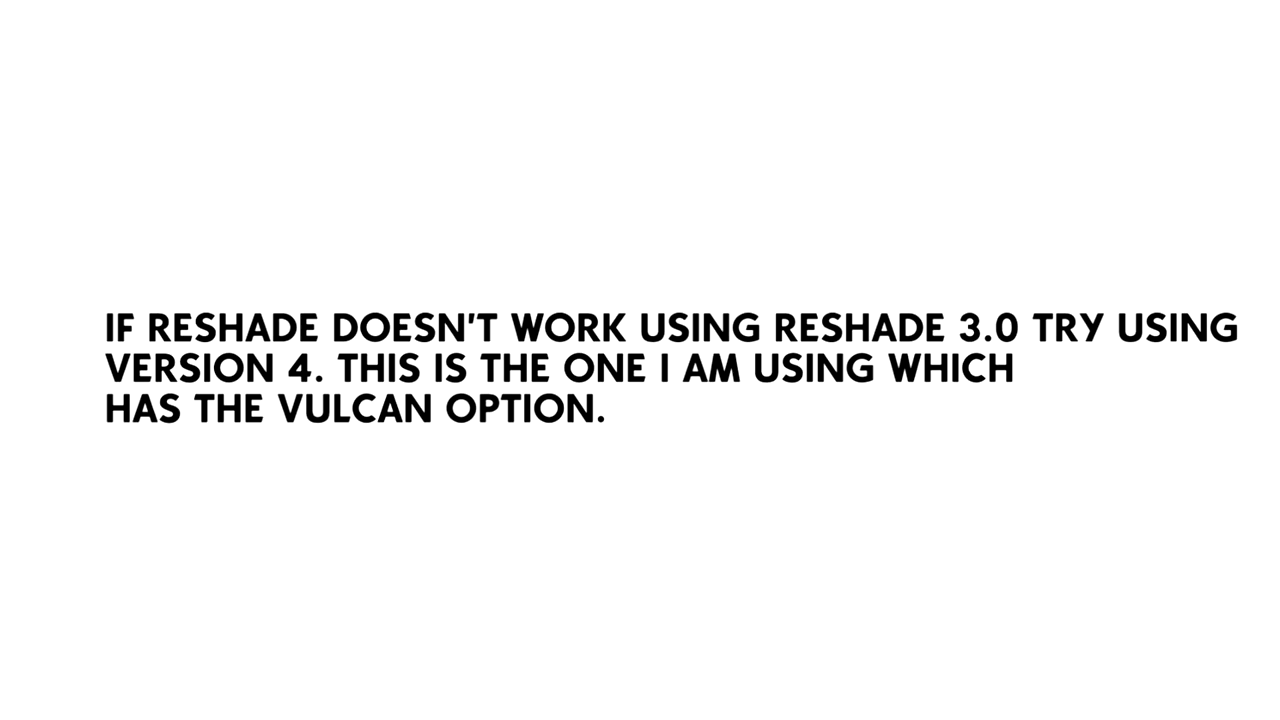 IF RESHADE DOESN'T WORK USING RESHADE 3.0 TRY USING
VERSION 4. THIS IS THE ONE I AM USING WHICH
HAS THE VULCAN OPTION.